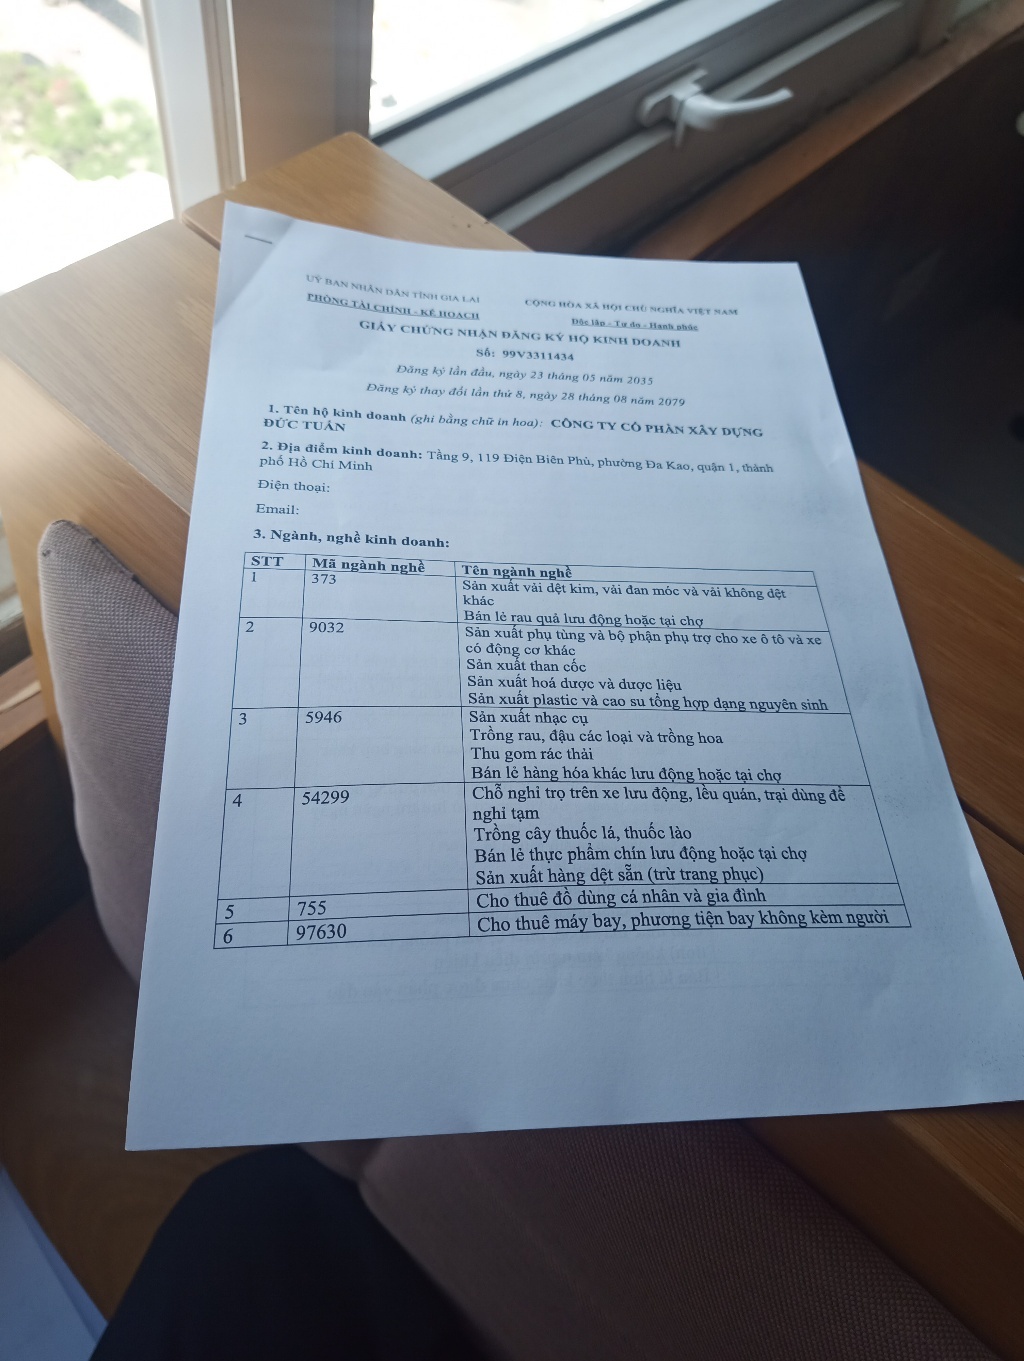 UỶ BAN NHÂN DÂN TỈNH GIA LAI
PHÒNG TÀI CHÍNH - KẾ HOẠCH
CỘNG HÒA XÃ HỘI CHỦ NGHĨA VIỆT NAM
Độc lập - Tự do - Hạnh phúc
GIẤY CHỨNG NHẬN ĐĂNG KÝ HỘ KINH DOANH
Số: 99V3311434
Đăng ký lần đầu, ngày 23 tháng 05 năm 2035
Đăng ký thay đổi lần thứ 8, ngày 28 tháng 08 năm 2079
1. Tên hộ kinh doanh (ghi bằng chữ in hoa): CÔNG TY CỔ PHẦN XÂY DỰNG
ĐỨC TUẤN
2. Địa điểm kinh doanh: Tầng 9, 119 Điện Biên Phủ, phường Đa Kao, quận 1, thành
phố Hồ Chí Minh
Điện thoại:
Email:
3. Ngành, nghề kinh doanh:
STT Mã ngành nghề Tên ngành nghề
1 373 Sản xuất vải dệt kim, vải đan móc và vải không dệt
khác
Bán lẻ rau quả lưu động hoặc tại chợ
2 9032 Sản xuất phụ tùng và bộ phận phụ trợ cho xe ô tô và xe
có động cơ khác
Sản xuất than cốc
Sản xuất hoá dược và dược liệu
Sản xuất plastic và cao su tổng hợp dạng nguyên sinh
3 5946 Sản xuất nhạc cụ
Trồng rau, đậu các loại và trồng hoa
Thu gom rác thải
Bán lẻ hàng hóa khác lưu động hoặc tại chợ
4 54299 Chỗ nghỉ trọ trên xe lưu động, lều quán, trại dùng để
nghỉ tạm
Trồng cây thuốc lá, thuốc lào
Bán lẻ thực phẩm chín lưu động hoặc tại chợ
Sản xuất hàng dệt sẵn (trừ trang phục)
5 755 Cho thuê đồ dùng cá nhân và gia đình
6 97630 Cho thuê máy bay, phương tiện bay không kèm người